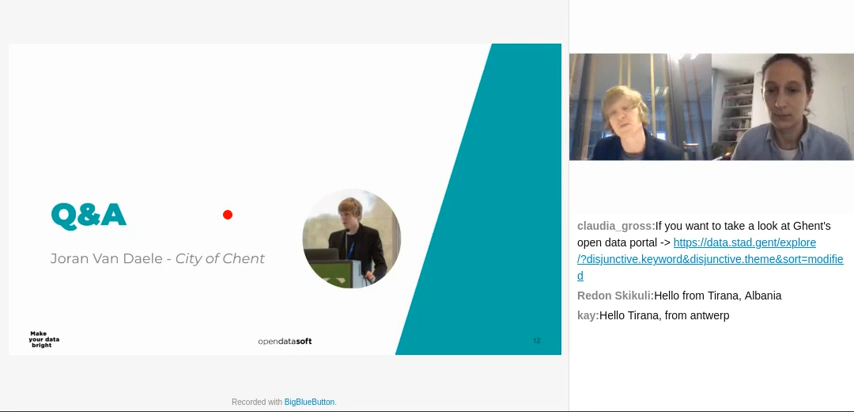 Q&A
Joran Van Daele - City of Chent
Make
your data
bright
opendatasoft
12
Recorded with BigBlueButton.
claudia_gross:If you want to take a look at Ghent's
open data portal -> https://data.stad.gent/explore
/?disjunctive.keyword&disjunctive.theme&sort=modifie
d
Redon Skikuli:Hello from Tirana, Albania
kay:Hello Tirana, from antwerp